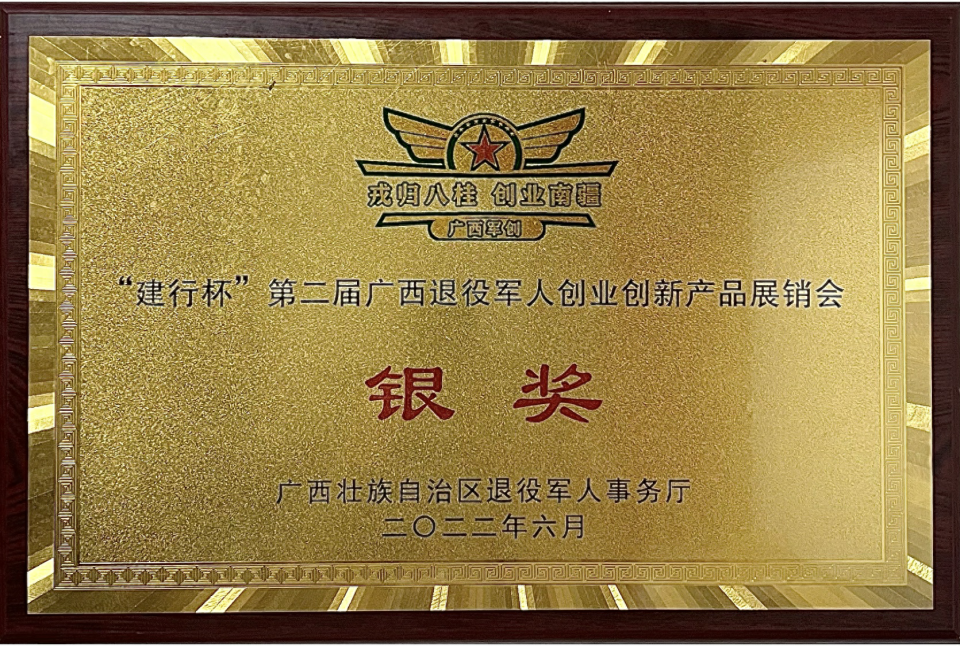 戎归八桂 创业南疆
广西军创
“建行杯”第二届广西退役军人创业创新产品展销会
银奖
广西壮族自治区退役军人事务厅
二〇二二年六月